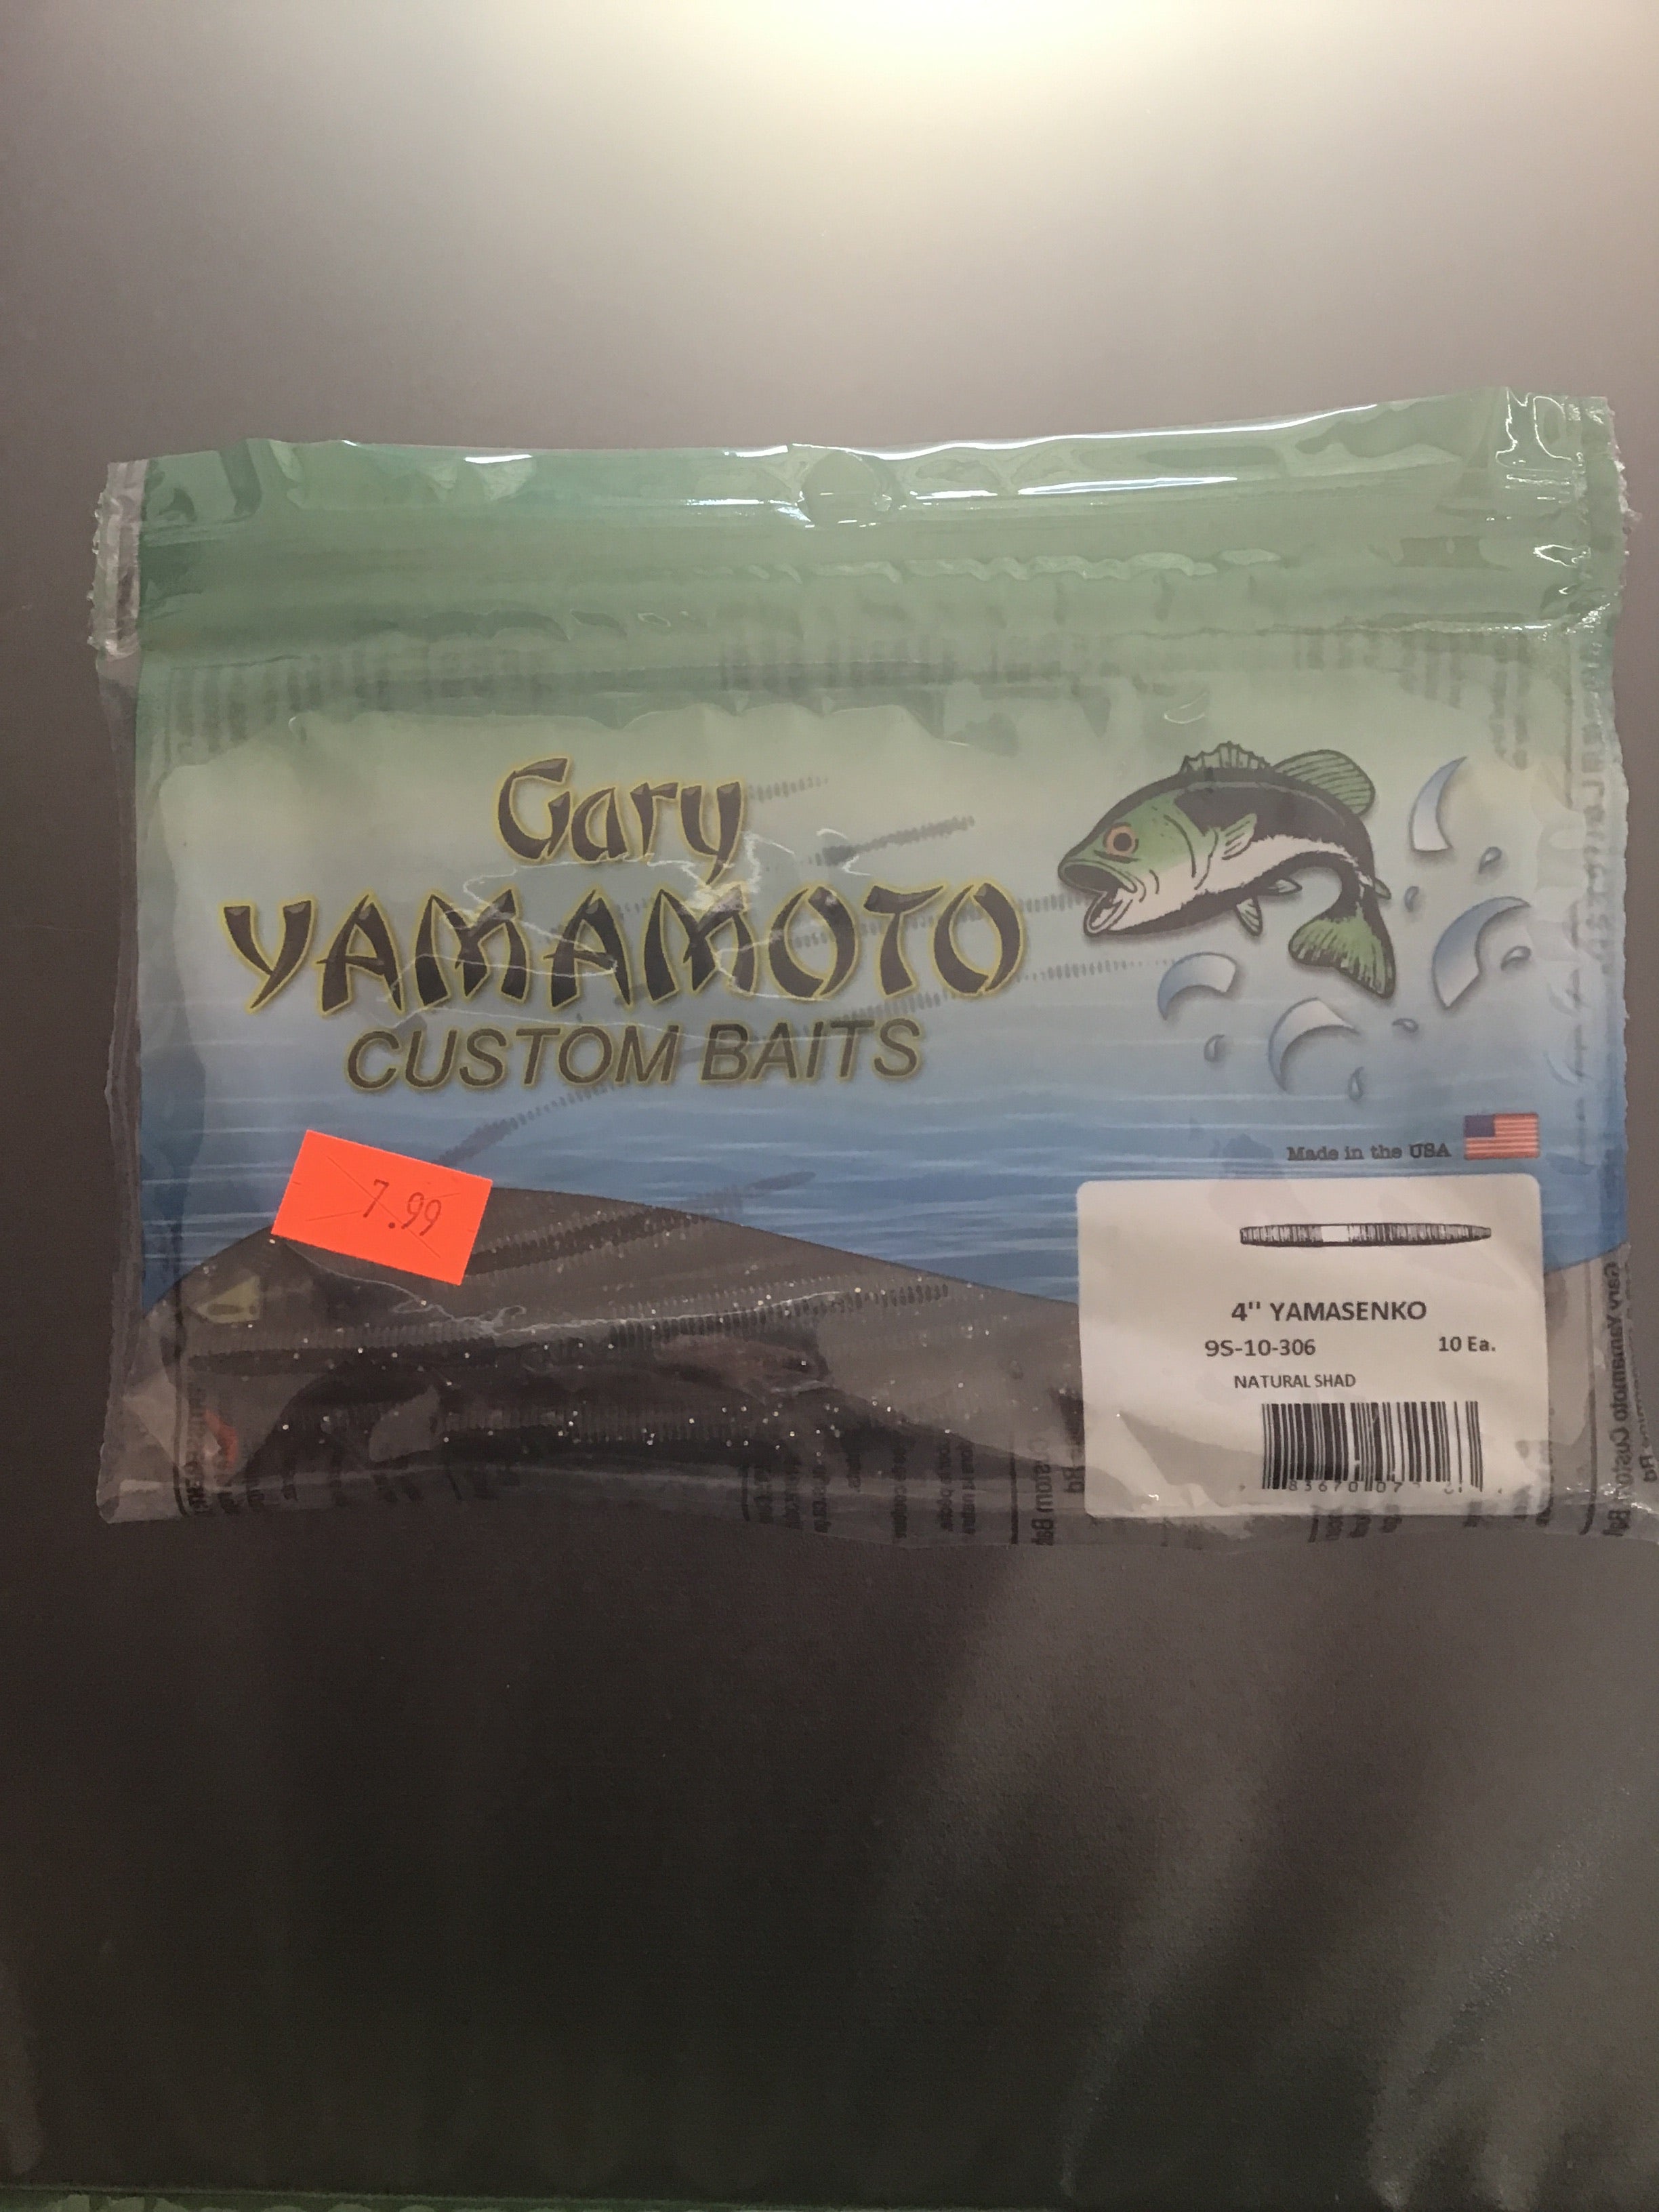 Gary
YAMAMOTO
CUSTOM BAITS
7.99
Made in the USA
4" YAMASENKO
9S-10-306 10 Ea.
NATURAL SHAD